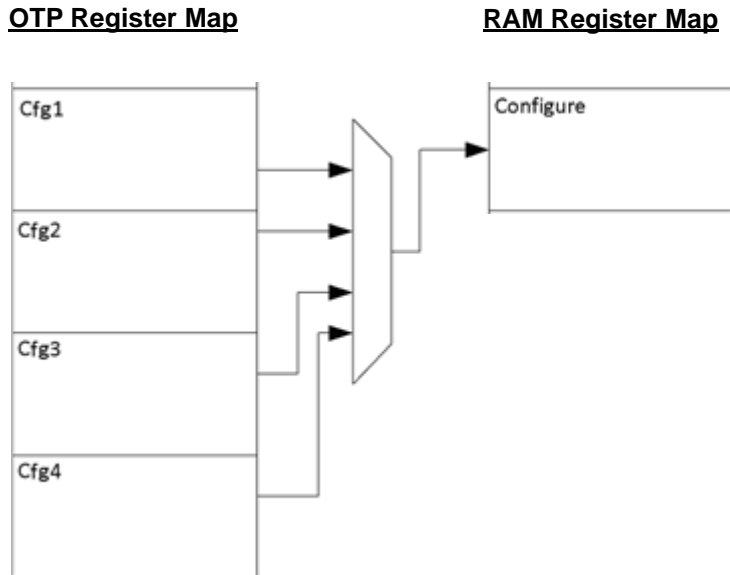 OTP Register Map
RAM Register Map
Cfg1
Cfg2
Cfg3
Cfg4
Configure